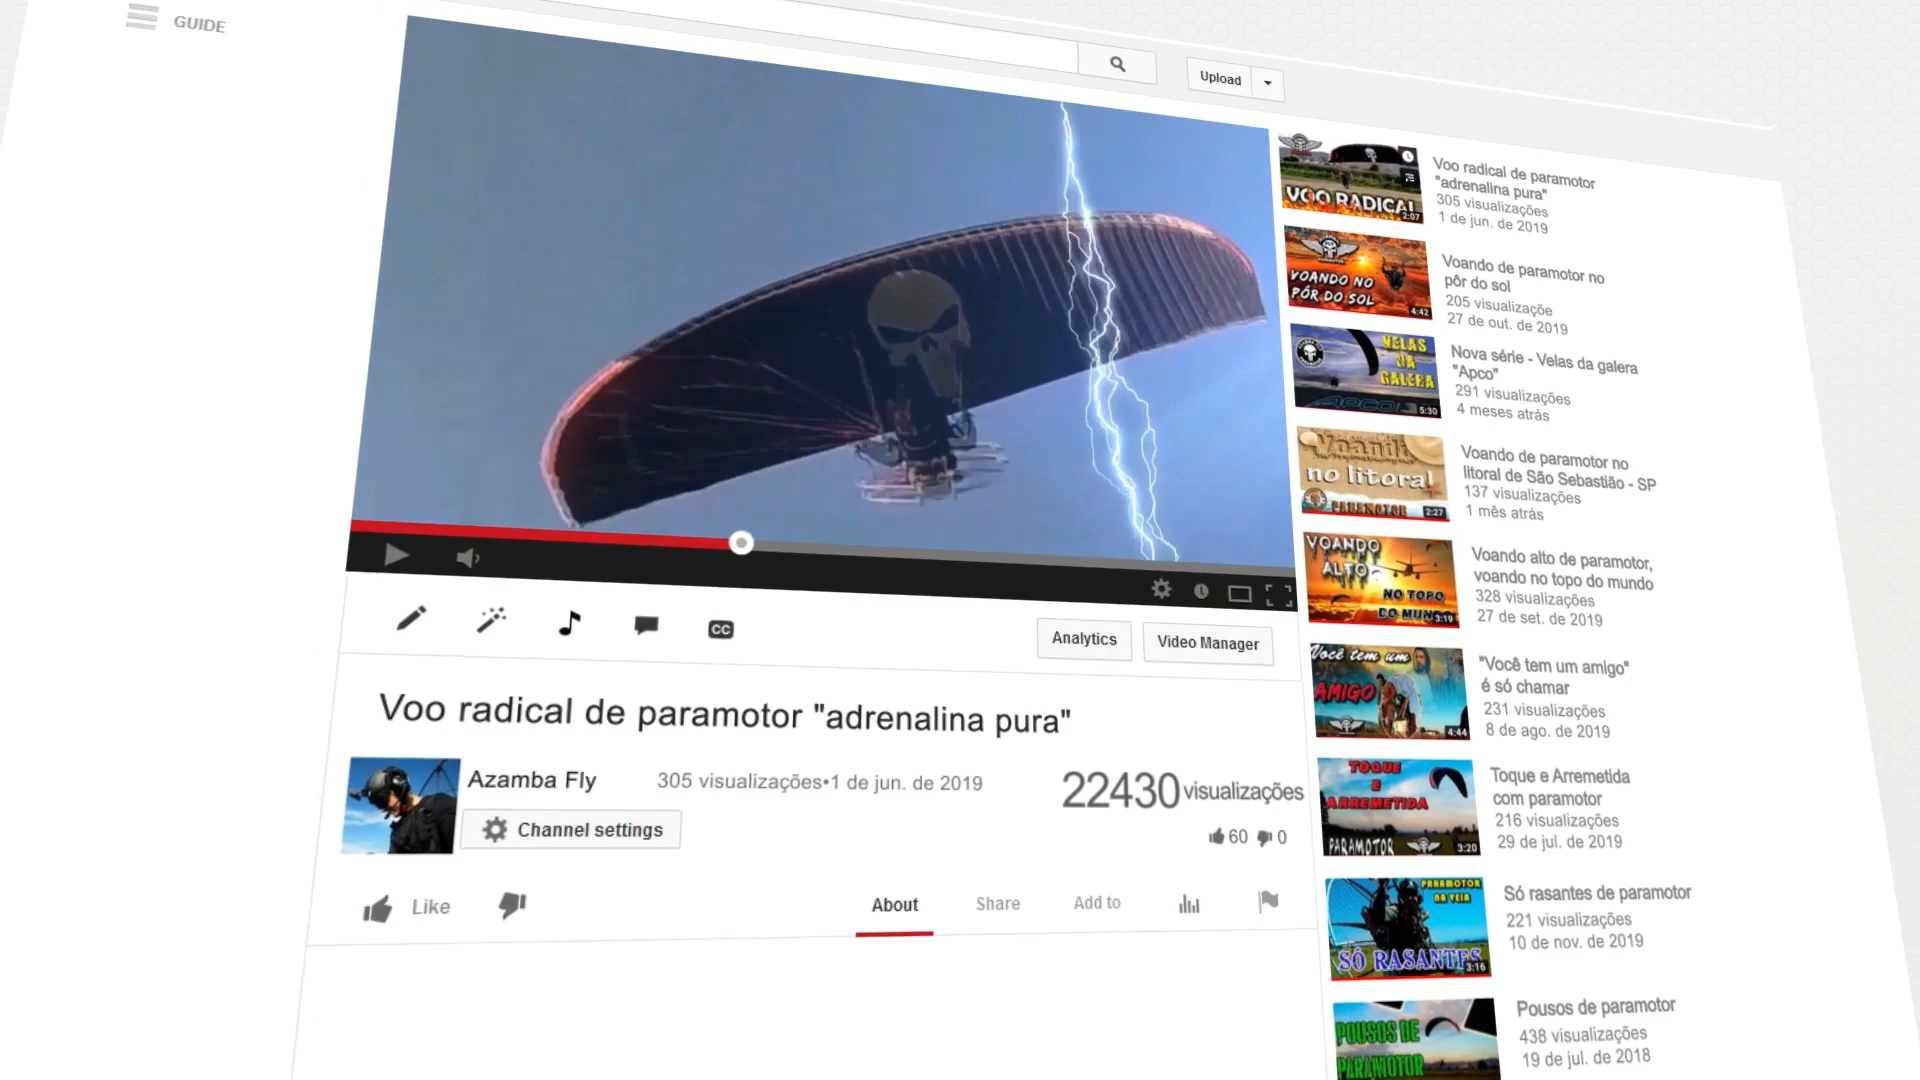 GUIDE
Upload
Analytics
Video Manager
Voo radical de paramotor "adrenalina pura"
Azamba Fly
305 visualizações•1 de jun. de 2019
22430 visualizações
Channel settings
60 0
Like
About
Share
Add to
VOO RADICAL
2:07
Voo radical de paramotor
"adrenalina pura"
305 visualizações
1 de jun. de 2019
VOANDO NO
PÔR DO SOL
4:42
Voando de paramotor no
pôr do sol
205 visualizaçõe
27 de out. de 2019
VELAS
DA
GALERA
APCO
5:30
Nova série - Velas da galera
"Apco"
291 visualizações
4 meses atrás
no litoral
PARAMOTOR
2:27
Voando de paramotor no
litoral de São Sebastião - SP
137 visualizações
1 mês atrás
VOANDO
ALTO
NO TOPO
DO MUNDO
3:19
Voando alto de paramotor,
voando no topo do mundo
328 visualizações
27 de set. de 2019
Você tem um
AMIGO
4:44
"Você tem um amigo"
é só chamar
231 visualizações
8 de ago. de 2019
TOQUE
E
ARREMETIDA
PARAMOTOR
3:20
Toque e Arremetida
com paramotor
216 visualizações
29 de jul. de 2019
PARAMOTOR
NA VEIA
SÓ RASANTES
3:16
Só rasantes de paramotor
221 visualizações
10 de nov. de 2019
POUSOS DE
PARAMOTOR
Pousos de paramotor
438 visualizações
19 de jul. de 2018
CC